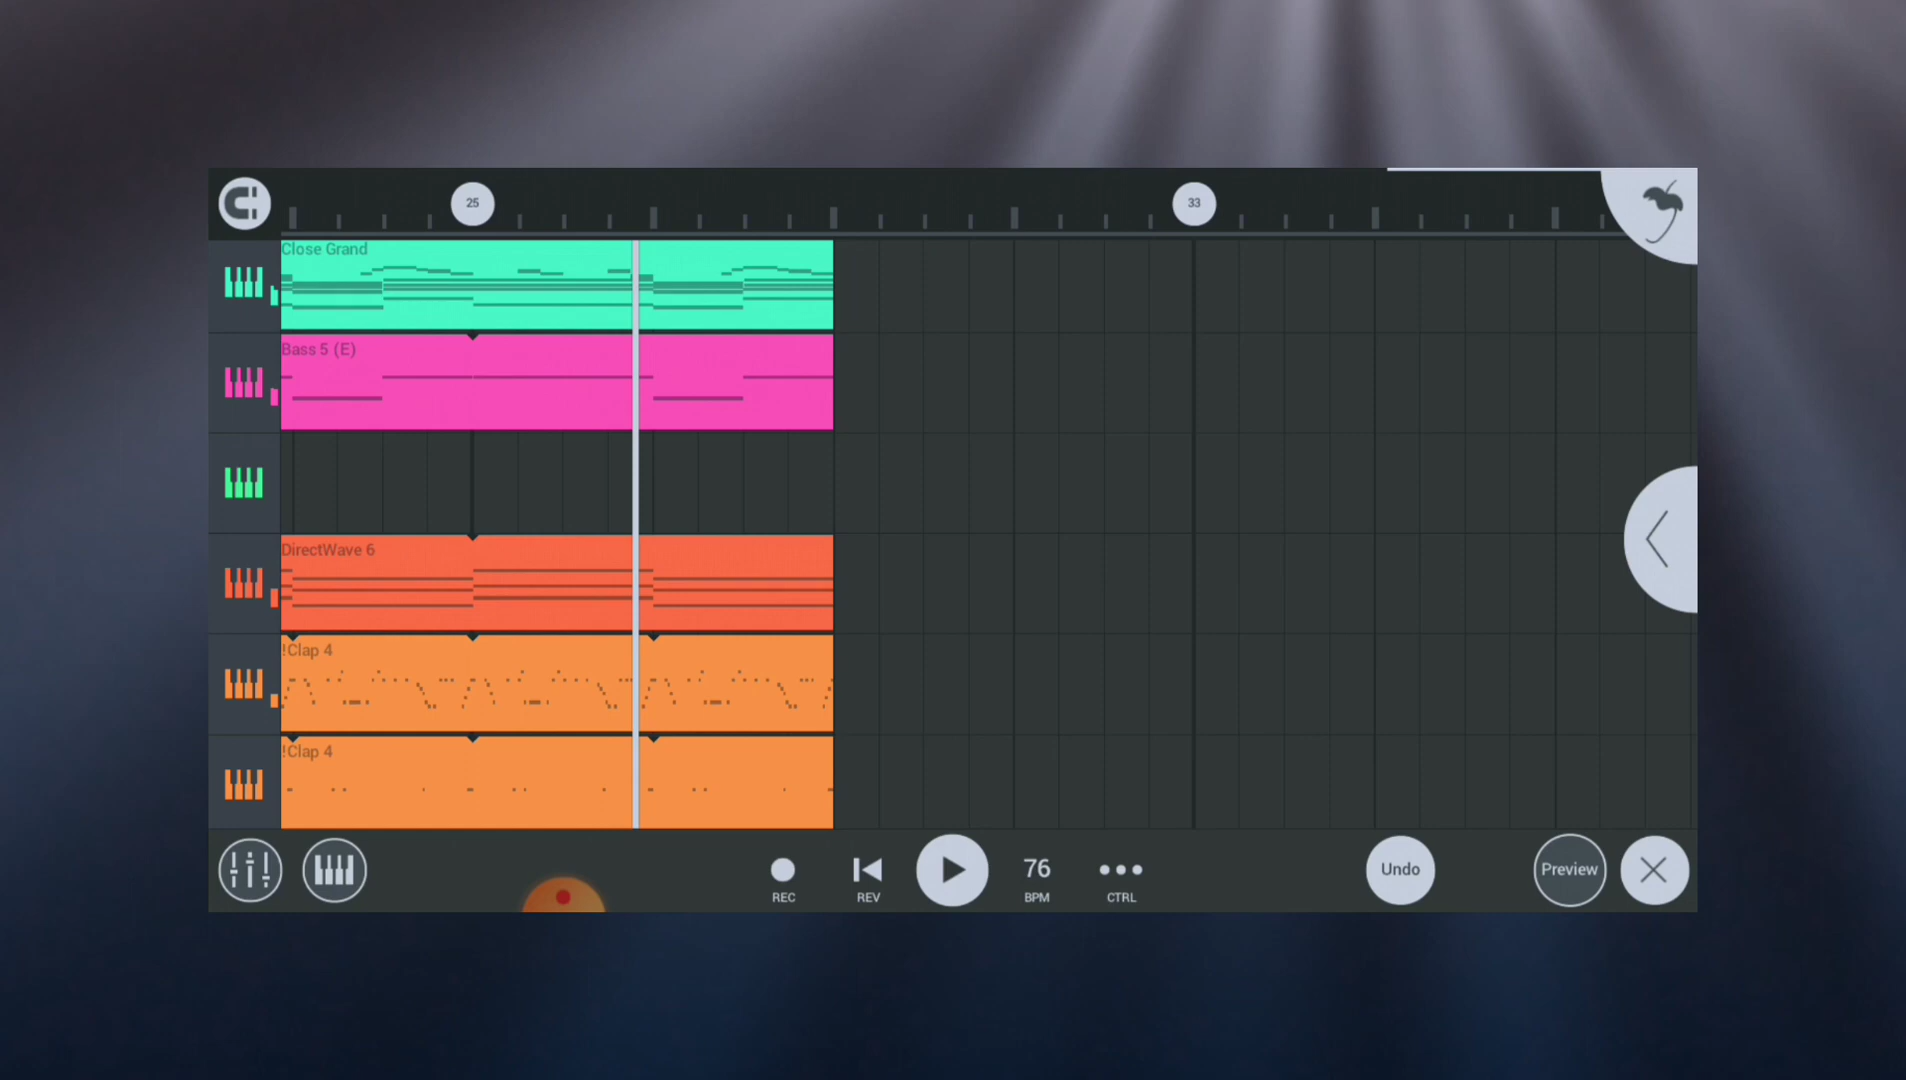 25
33
Close Grand
Bass 5 (E)
DirectWave 6
!Clap 4
!Clap 4
76
Undo
Preview
REC
REV
BPM
CTRL